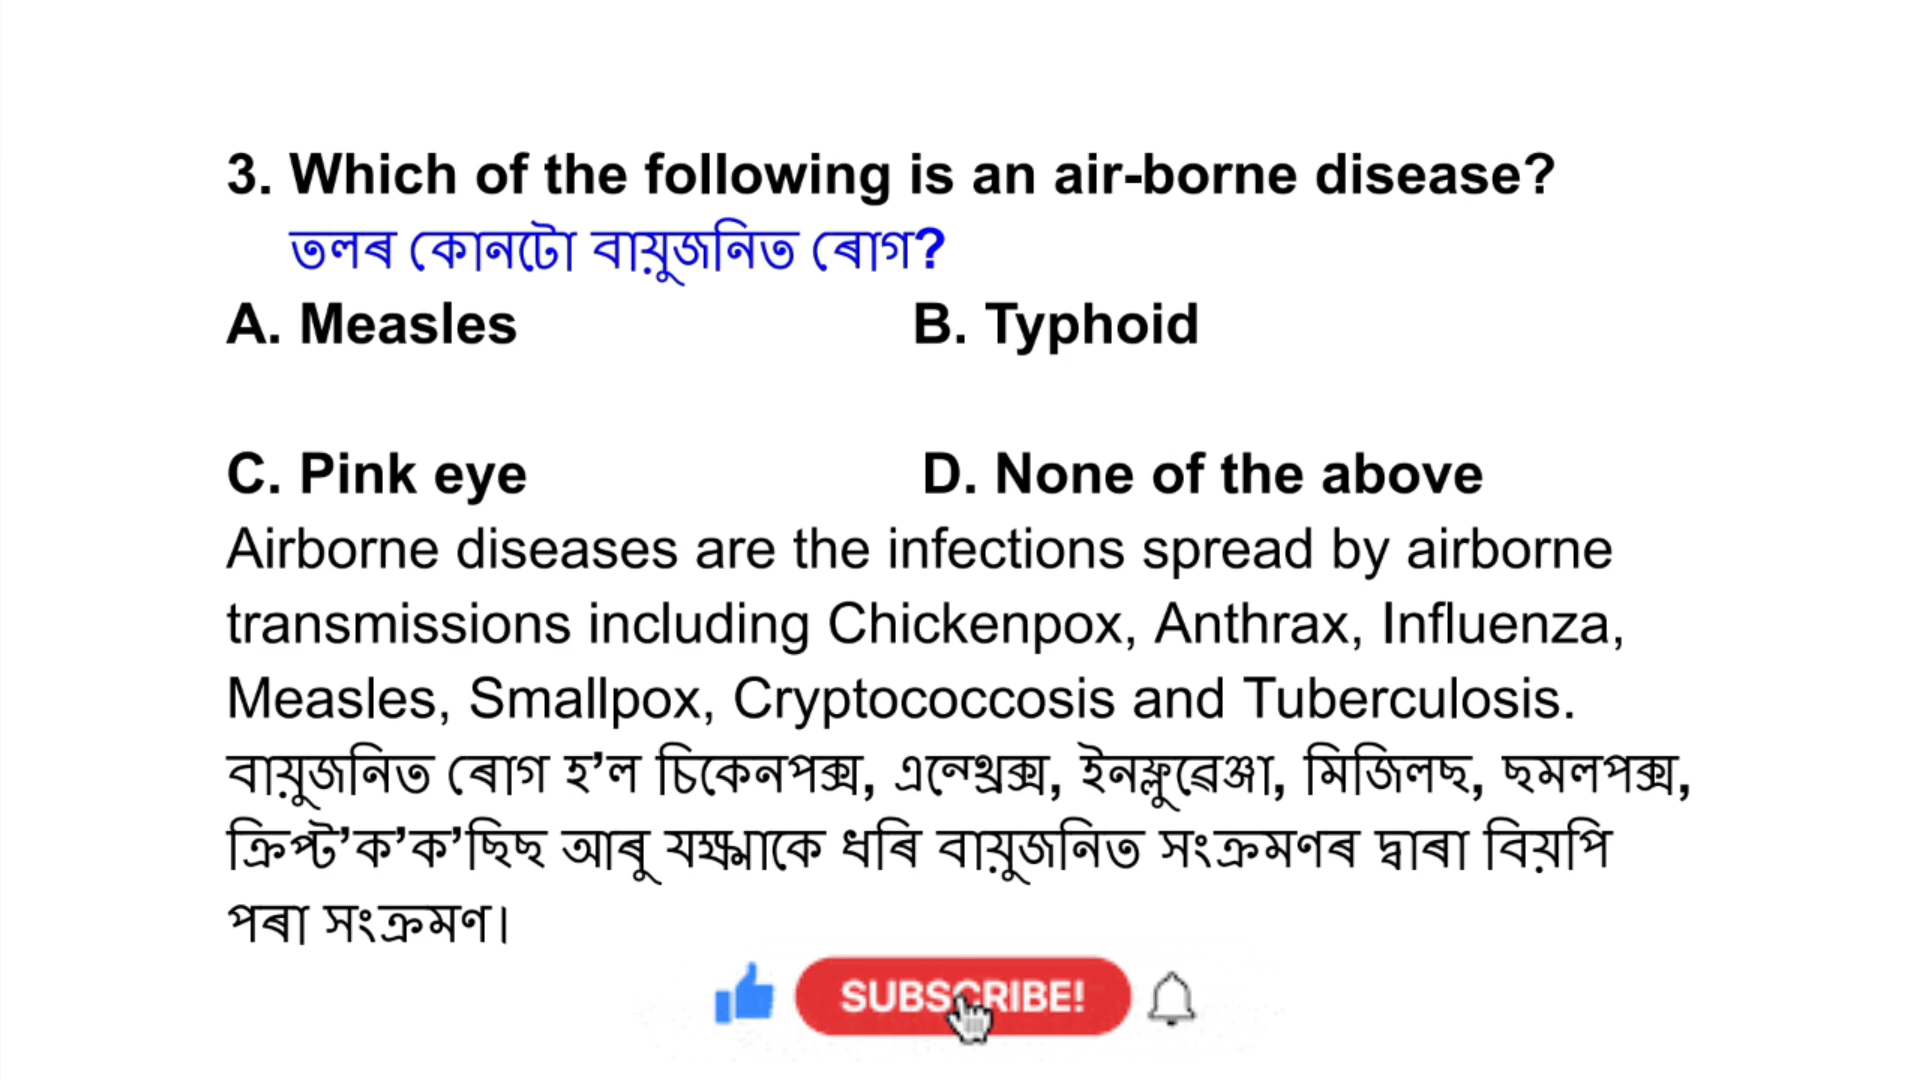 3. Which of the following is an air-borne disease?
তলৰ কোনটো বায়ুজনিত ৰোগ?
A. Measles B. Typhoid
C. Pink eye D. None of the above
Airborne diseases are the infections spread by airborne
transmissions including Chickenpox, Anthrax, Influenza,
Measles, Smallpox, Cryptococcosis and Tuberculosis.
বায়ুজনিত ৰোগ হ’ল চিকেনপক্স, এন্থ্ৰেক্স, ইনফ্লুৱেঞ্জা, মিজিলছ, ছমলপক্স,
ক্ৰিপ্ট’ক’ক’ছিছ আৰু যক্ষ্মাকে ধৰি বায়ুজনিত সংক্ৰমণৰ দ্বাৰা বিয়পি
পৰা সংক্ৰমণ।
SUBSCRIBE!